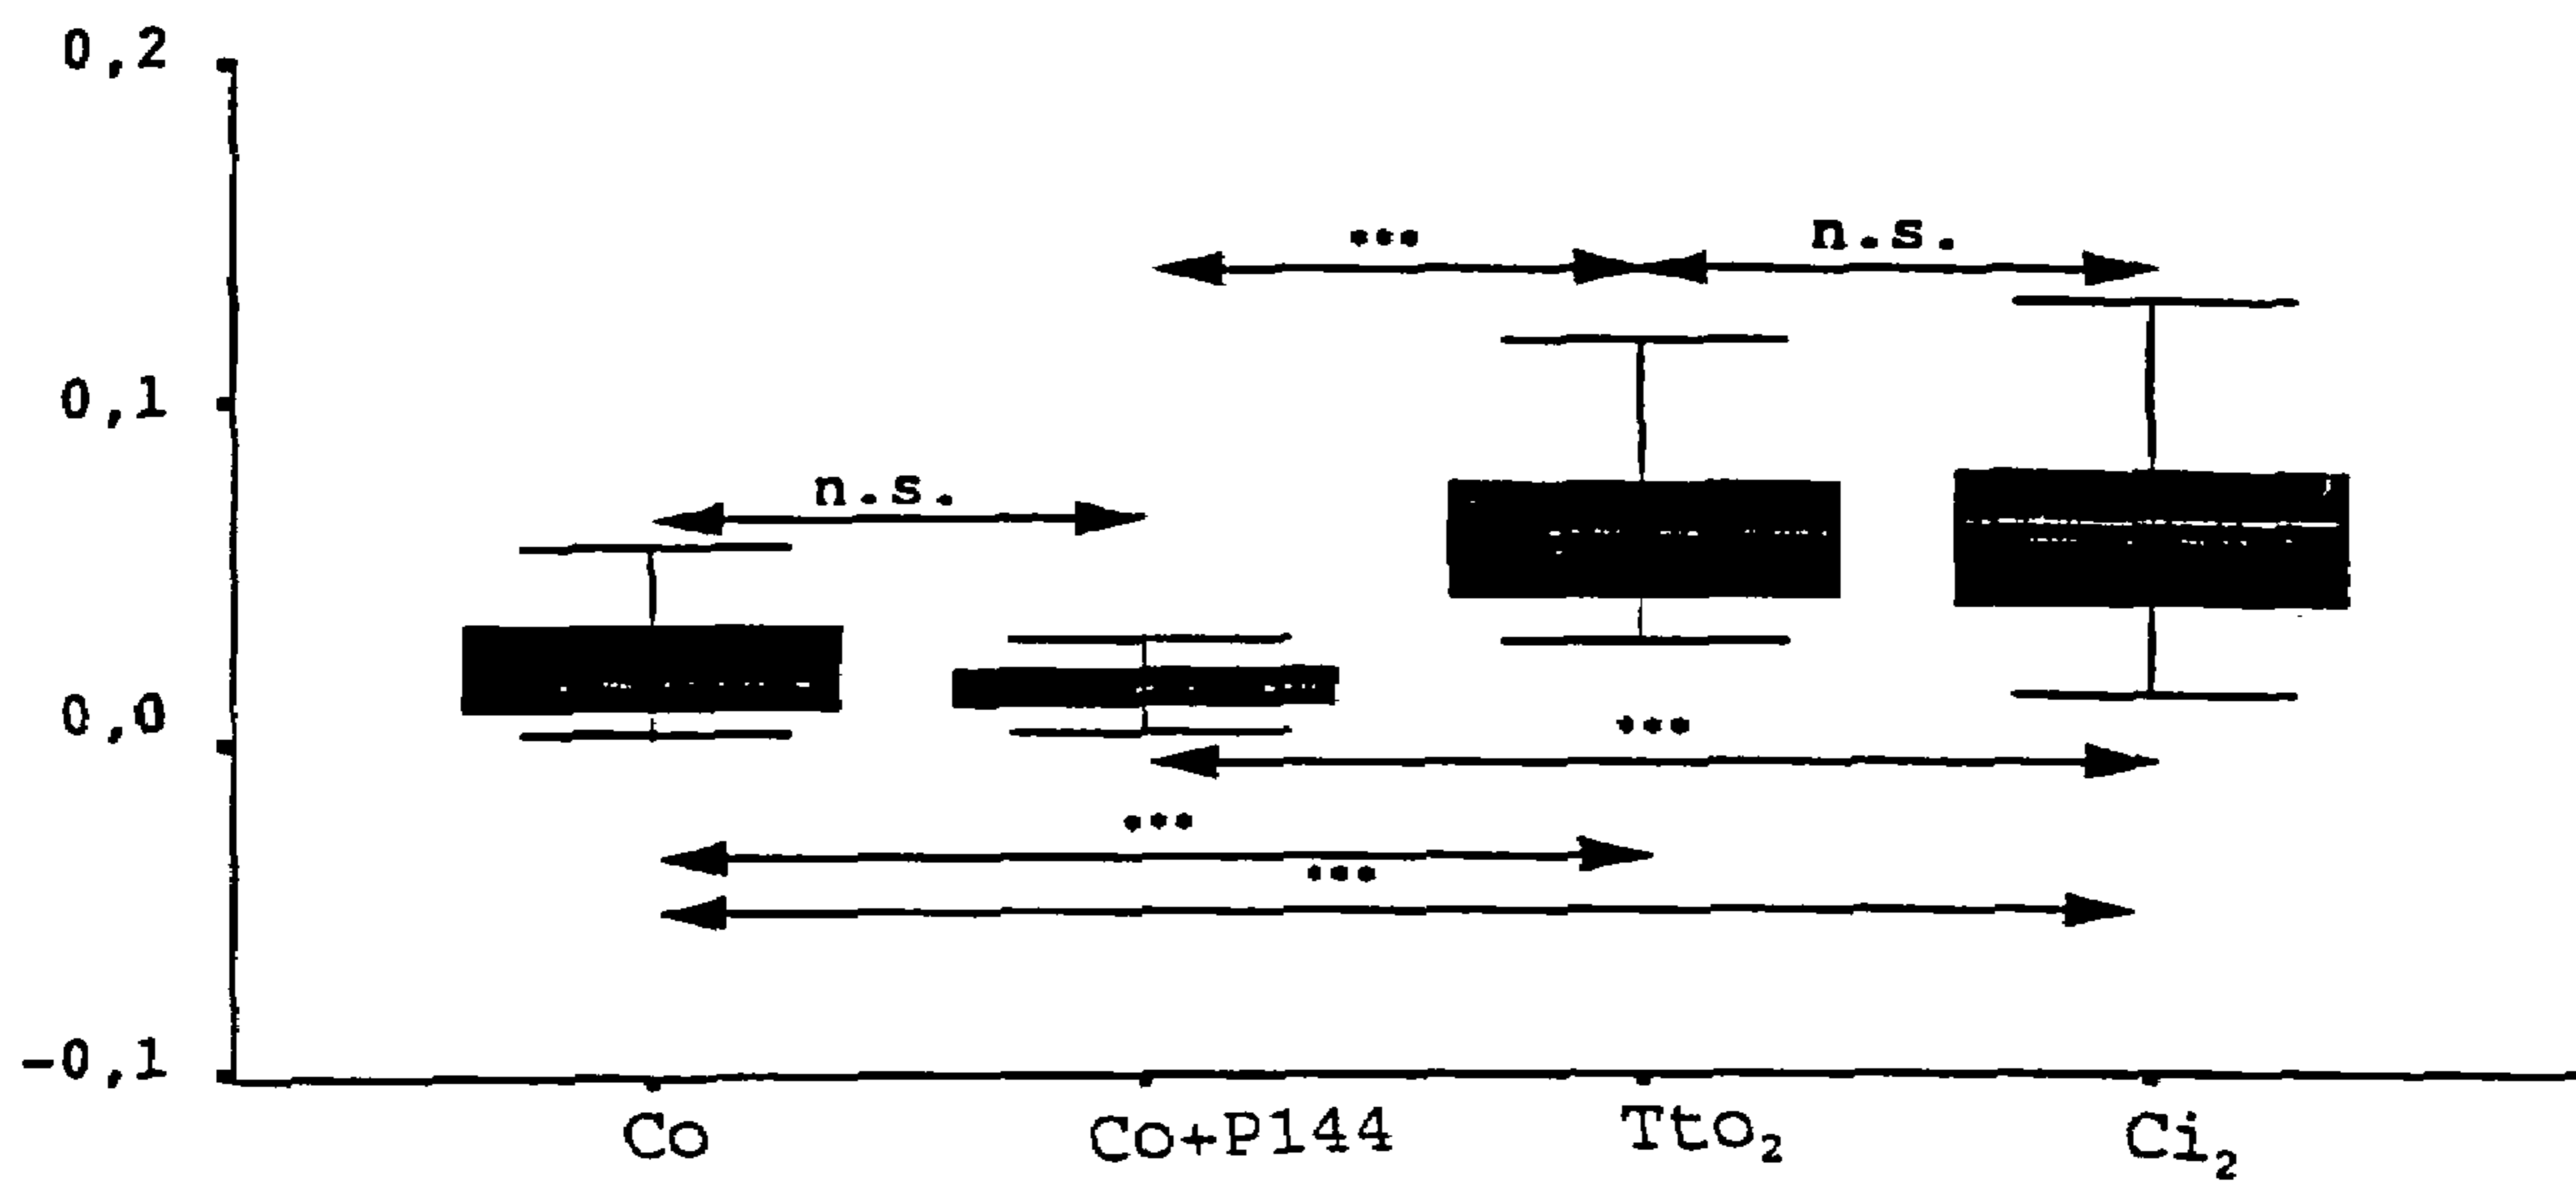 0,2
*** n.s.
0,1
n.s.
0,0
***
***
***
-0,1
Co Co+P144 TtO₂ Ci₂